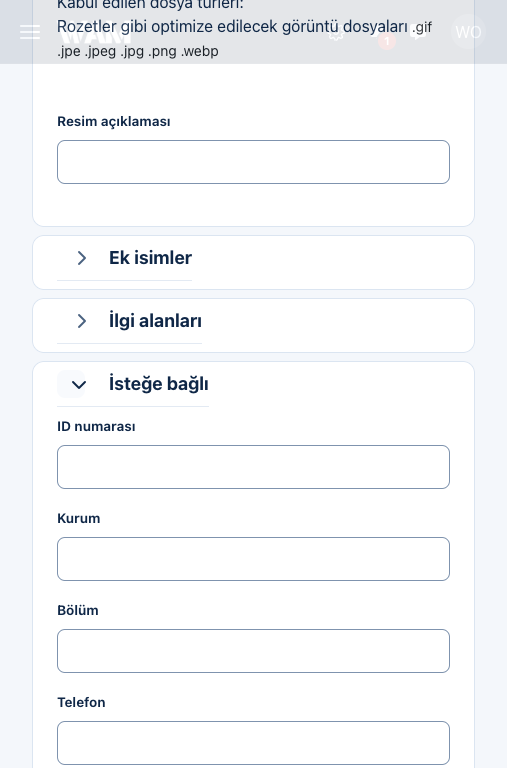 Kabul edilen dosya türleri:
Rozetler gibi optimize edilecek görüntü dosyaları .gif
.jpe .jpeg .jpg .png .webp
1
WO
Resim açıklaması
Ek isimler
İlgi alanları
İsteğe bağlı
ID numarası
Kurum
Bölüm
Telefon